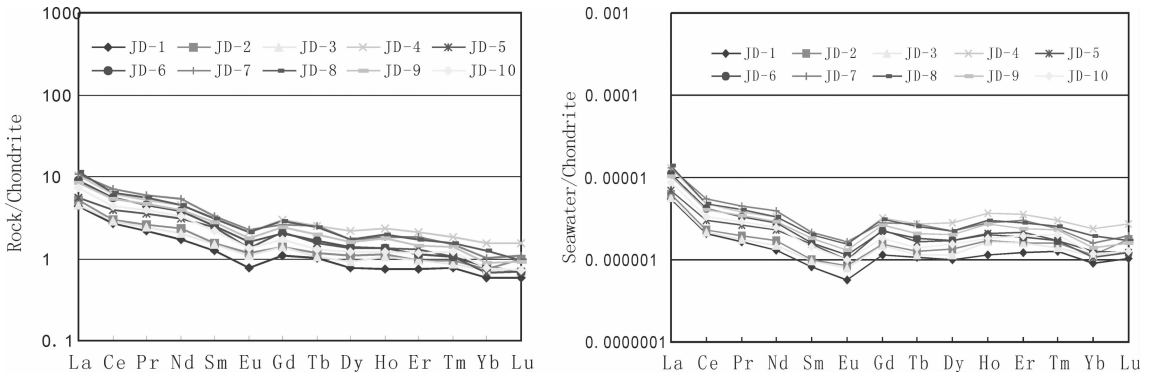 1000
100
10
1
0.1
Rock/Chondrite
JD-1 JD-2 JD-3 JD-4 JD-5
JD-6 JD-7 JD-8 JD-9 JD-10
La Ce Pr Nd Sm Eu Gd Tb Dy Ho Er Tm Yb Lu
0.001
0.0001
0.00001
0.000001
0.0000001
Seawater/Chondrite
JD-1 JD-2 JD-3 JD-4 JD-5
JD-6 JD-7 JD-8 JD-9 JD-10
La Ce Pr Nd Sm Eu Gd Tb Dy Ho Er Tm Yb Lu